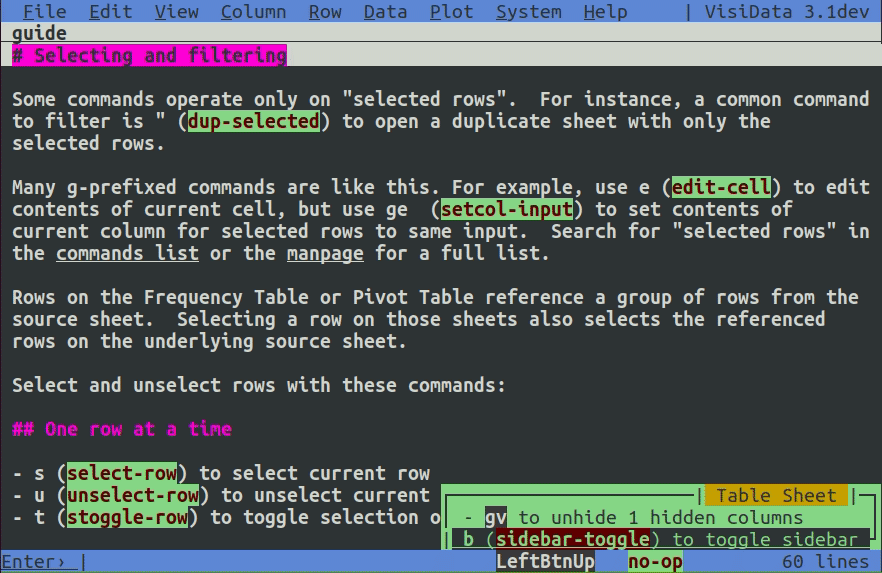 File Edit View Column Row Data Plot System Help | VisiData 3.1dev
guide
# Selecting and filtering
Some commands operate only on "selected rows". For instance, a common command
to filter is " (dup-selected) to open a duplicate sheet with only the
selected rows.
Many g-prefixed commands are like this. For example, use e (edit-cell) to edit
contents of current cell, but use ge (setcol-input) to set contents of
current column for selected rows to same input. Search for "selected rows" in
the commands list or the manpage for a full list.
Rows on the Frequency Table or Pivot Table reference a group of rows from the
source sheet. Selecting a row on those sheets also selects the referenced
rows on the underlying source sheet.
Select and unselect rows with these commands:
## One row at a time
- s (select-row) to select current row
- u (unselect-row) to unselect current
- t (stoggle-row) to toggle selection o
| Table Sheet |
- gv to unhide 1 hidden columns
b (sidebar-toggle) to toggle sidebar
Enter› | LeftBtnUp no-op 60 lines